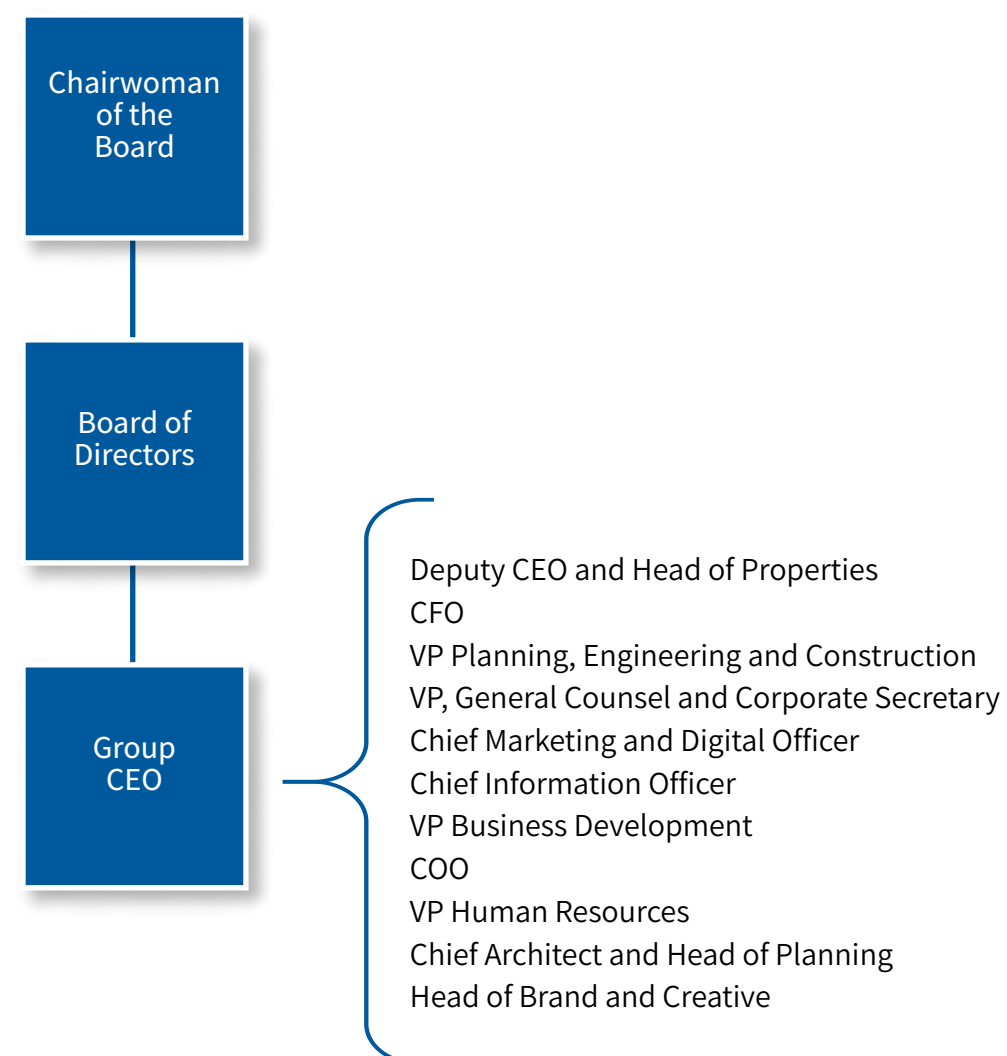 Chairwoman
of the
Board
Board of
Directors
Group
CEO
Deputy CEO and Head of Properties
CFO
VP Planning, Engineering and Construction
VP, General Counsel and Corporate Secretary
Chief Marketing and Digital Officer
Chief Information Officer
VP Business Development
COO
VP Human Resources
Chief Architect and Head of Planning
Head of Brand and Creative